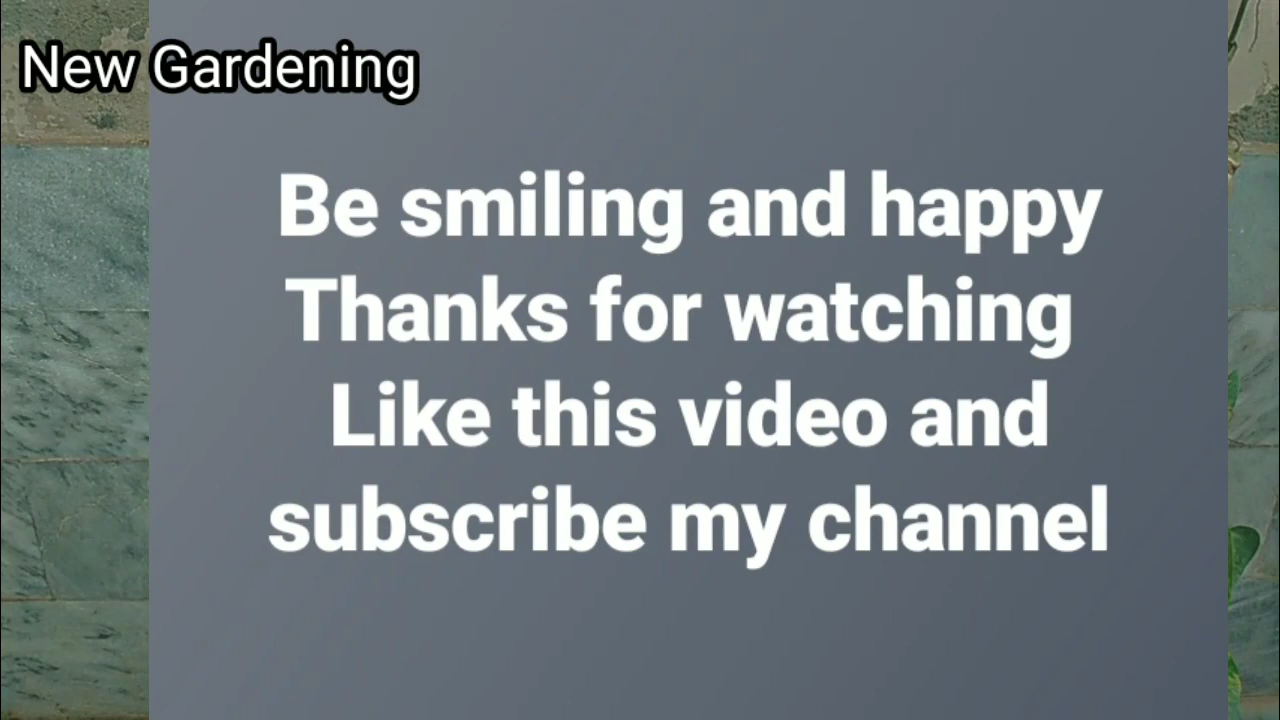 New Gardening
Be smiling and happy
Thanks for watching
Like this video and
subscribe my channel